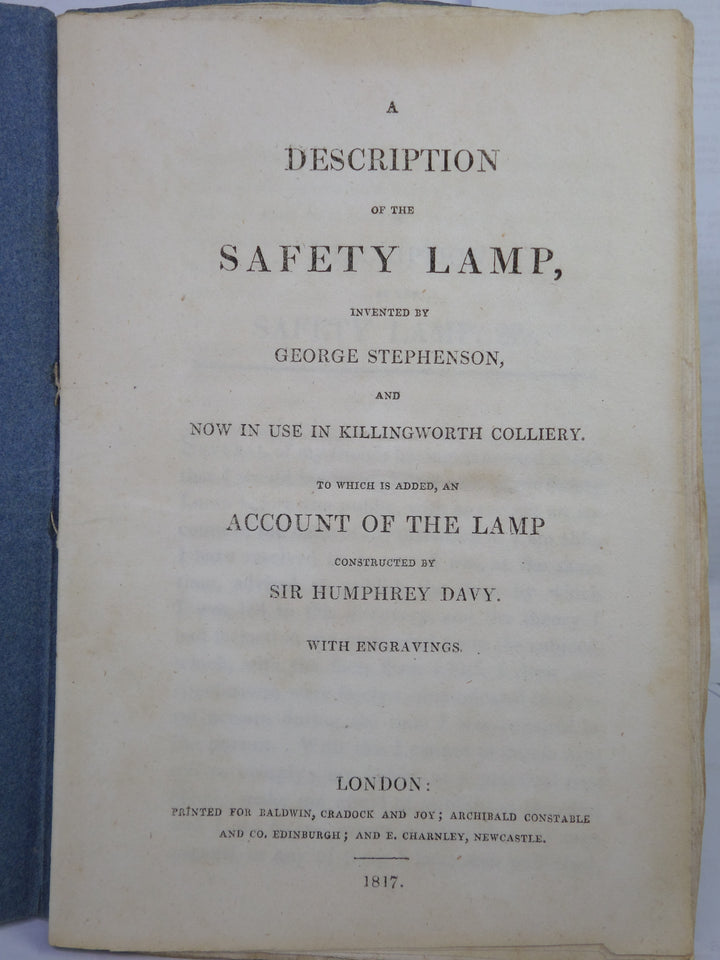 A
DESCRIPTION
OF THE
SAFETY LAMP,
INVENTED BY
GEORGE STEPHENSON,
AND
NOW IN USE IN KILLINGWORTH COLLIERY.
TO WHICH IS ADDED, AN
ACCOUNT OF THE LAMP
CONSTRUCTED BY
SIR HUMPHREY DAVY.
WITH ENGRAVINGS.
LONDON:
PRINTED FOR BALDWIN, CRADOCK AND JOY; ARCHIBALD CONSTABLE
AND CO. EDINBURGH; AND E. CHARNLEY, NEWCASTLE.
1817.